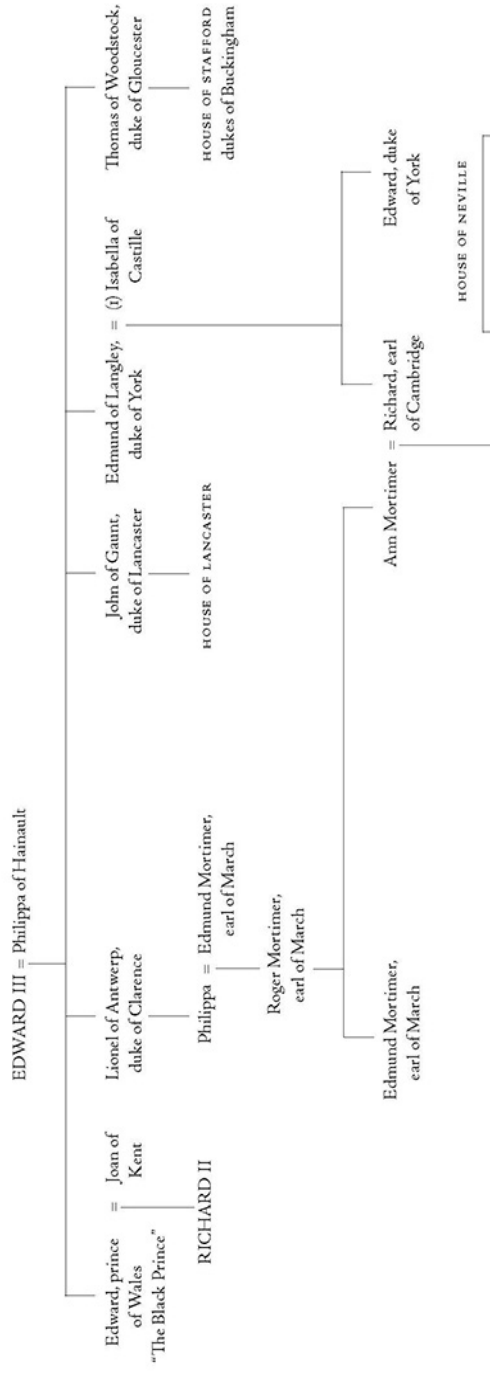 EDWARD III = Philippa of Hainault
Edward, prince
of Wales
"The Black Prince"
=
Joan of
Kent
Lionel of Antwerp,
duke of Clarence
John of Gaunt,
duke of Lancaster
Edmund of Langley,
duke of York
=
(1) Isabella of
Castille
Thomas of Woodstock,
duke of Gloucester
RICHARD II
Philippa = Edmund Mortimer,
earl of March
HOUSE OF LANCASTER
HOUSE OF STAFFORD
dukes of Buckingham
Roger Mortimer,
earl of March
Edmund Mortimer,
earl of March
Ann Mortimer = Richard, earl
of Cambridge
Edward, duke
of York
HOUSE OF NEVILLE